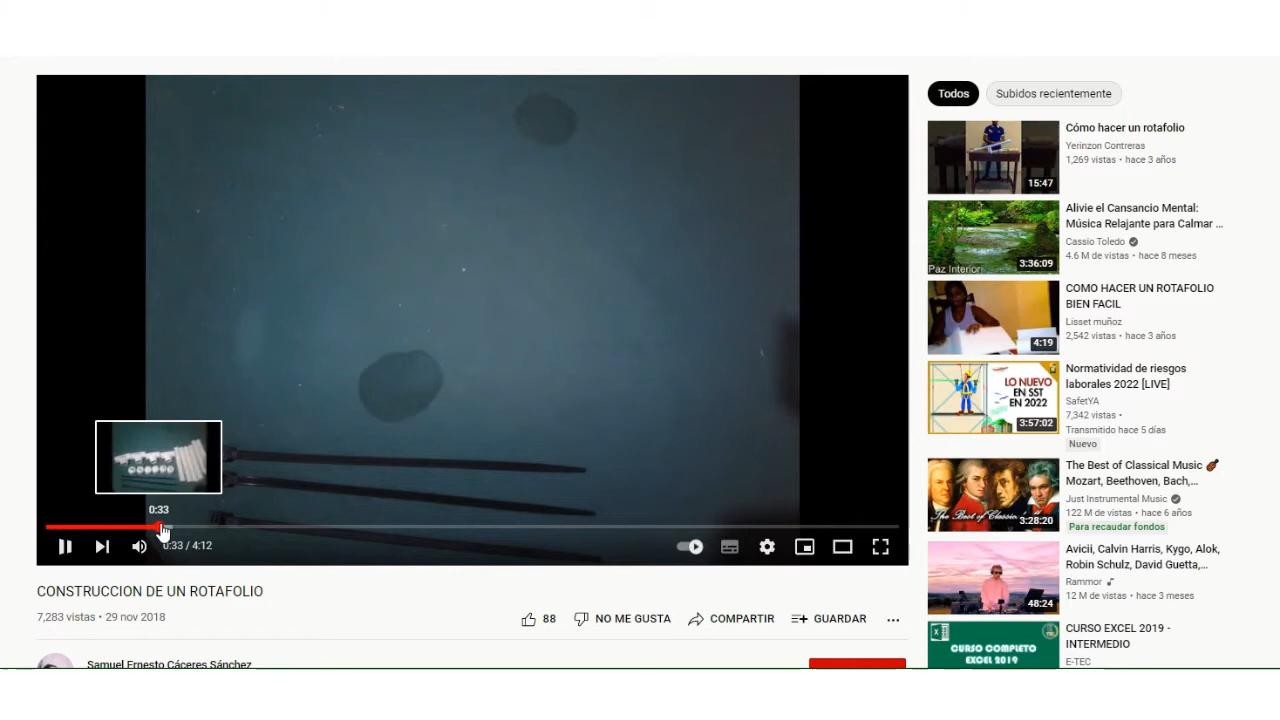 0:33
0:33 / 4:12
CONSTRUCCION DE UN ROTAFOLIO
7,283 vistas • 29 nov 2018
88
NO ME GUSTA
COMPARTIR
GUARDAR
Samuel Ernesto Cáceres Sánchez
Todos
Subidos recientemente
15:47
Cómo hacer un rotafolio
Yerinzon Contreras
1,269 vistas • hace 3 años
Paz Interior
3:36:09
Alivie el Cansancio Mental:
Música Relajante para Calmar ...
Cassio Toledo
4.6 M de vistas • hace 8 meses
4:19
COMO HACER UN ROTAFOLIO
BIEN FACIL
Lisset muñoz
2,542 vistas • hace 3 años
LO NUEVO
EN SST
EN 2022
3:57:02
Normatividad de riesgos
laborales 2022 [LIVE]
SafetYA
7,342 vistas •
Transmitido hace 5 días
Nuevo
The Best of Classical Music
3:28:20
The Best of Classical Music
Mozart, Beethoven, Bach,...
Just Instrumental Music
122 M de vistas • hace 6 años
Para recaudar fondos
48:24
Avicii, Calvin Harris, Kygo, Alok,
Robin Schulz, David Guetta,...
Rammor
12 M de vistas • hace 3 meses
CURSO COMPLETO
EXCEL 2019
CURSO EXCEL 2019 -
INTERMEDIO
E-TEC